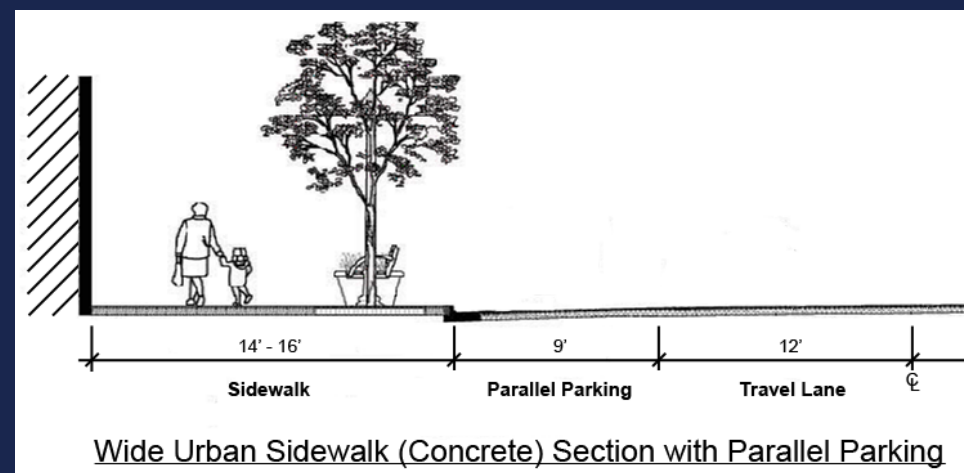 14' - 16'
9'
12'
Sidewalk
Parallel Parking
Travel Lane
℄
Wide Urban Sidewalk (Concrete) Section with Parallel Parking